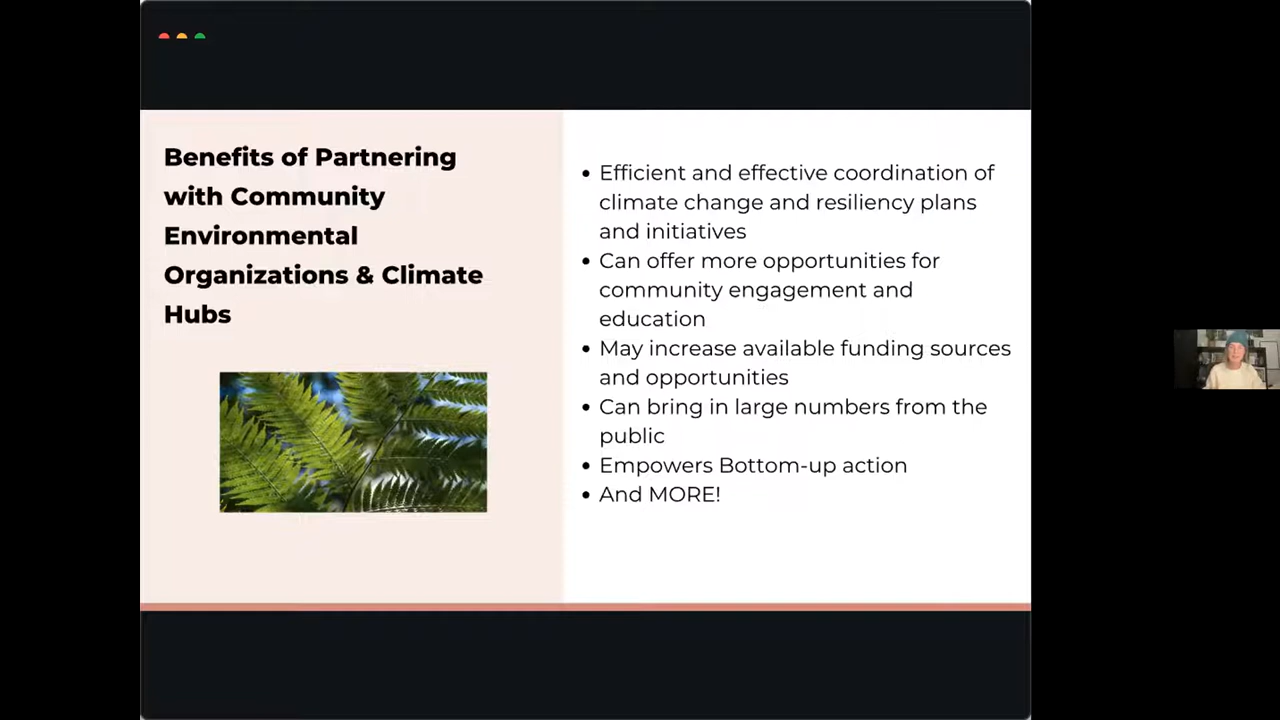 Benefits of Partnering
with Community
Environmental
Organizations & Climate
Hubs
Efficient and effective coordination of
climate change and resiliency plans
and initiatives
Can offer more opportunities for
community engagement and
education
May increase available funding sources
and opportunities
Can bring in large numbers from the
public
Empowers Bottom-up action
And MORE!